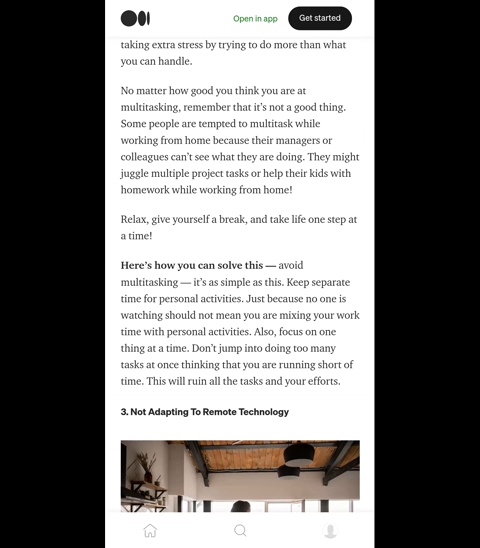 Open in app
Get started
taking extra stress by trying to do more than what
you can handle.
No matter how good you think you are at
multitasking, remember that it’s not a good thing.
Some people are tempted to multitask while
working from home because their managers or
colleagues can’t see what they are doing. They might
juggle multiple project tasks or help their kids with
homework while working from home!
Relax, give yourself a break, and take life one step at
a time!
Here’s how you can solve this — avoid
multitasking — it’s as simple as this. Keep separate
time for personal activities. Just because no one is
watching should not mean you are mixing your work
time with personal activities. Also, focus on one
thing at a time. Don’t jump into doing too many
tasks at once thinking that you are running short of
time. This will ruin all the tasks and your efforts.
3. Not Adapting To Remote Technology